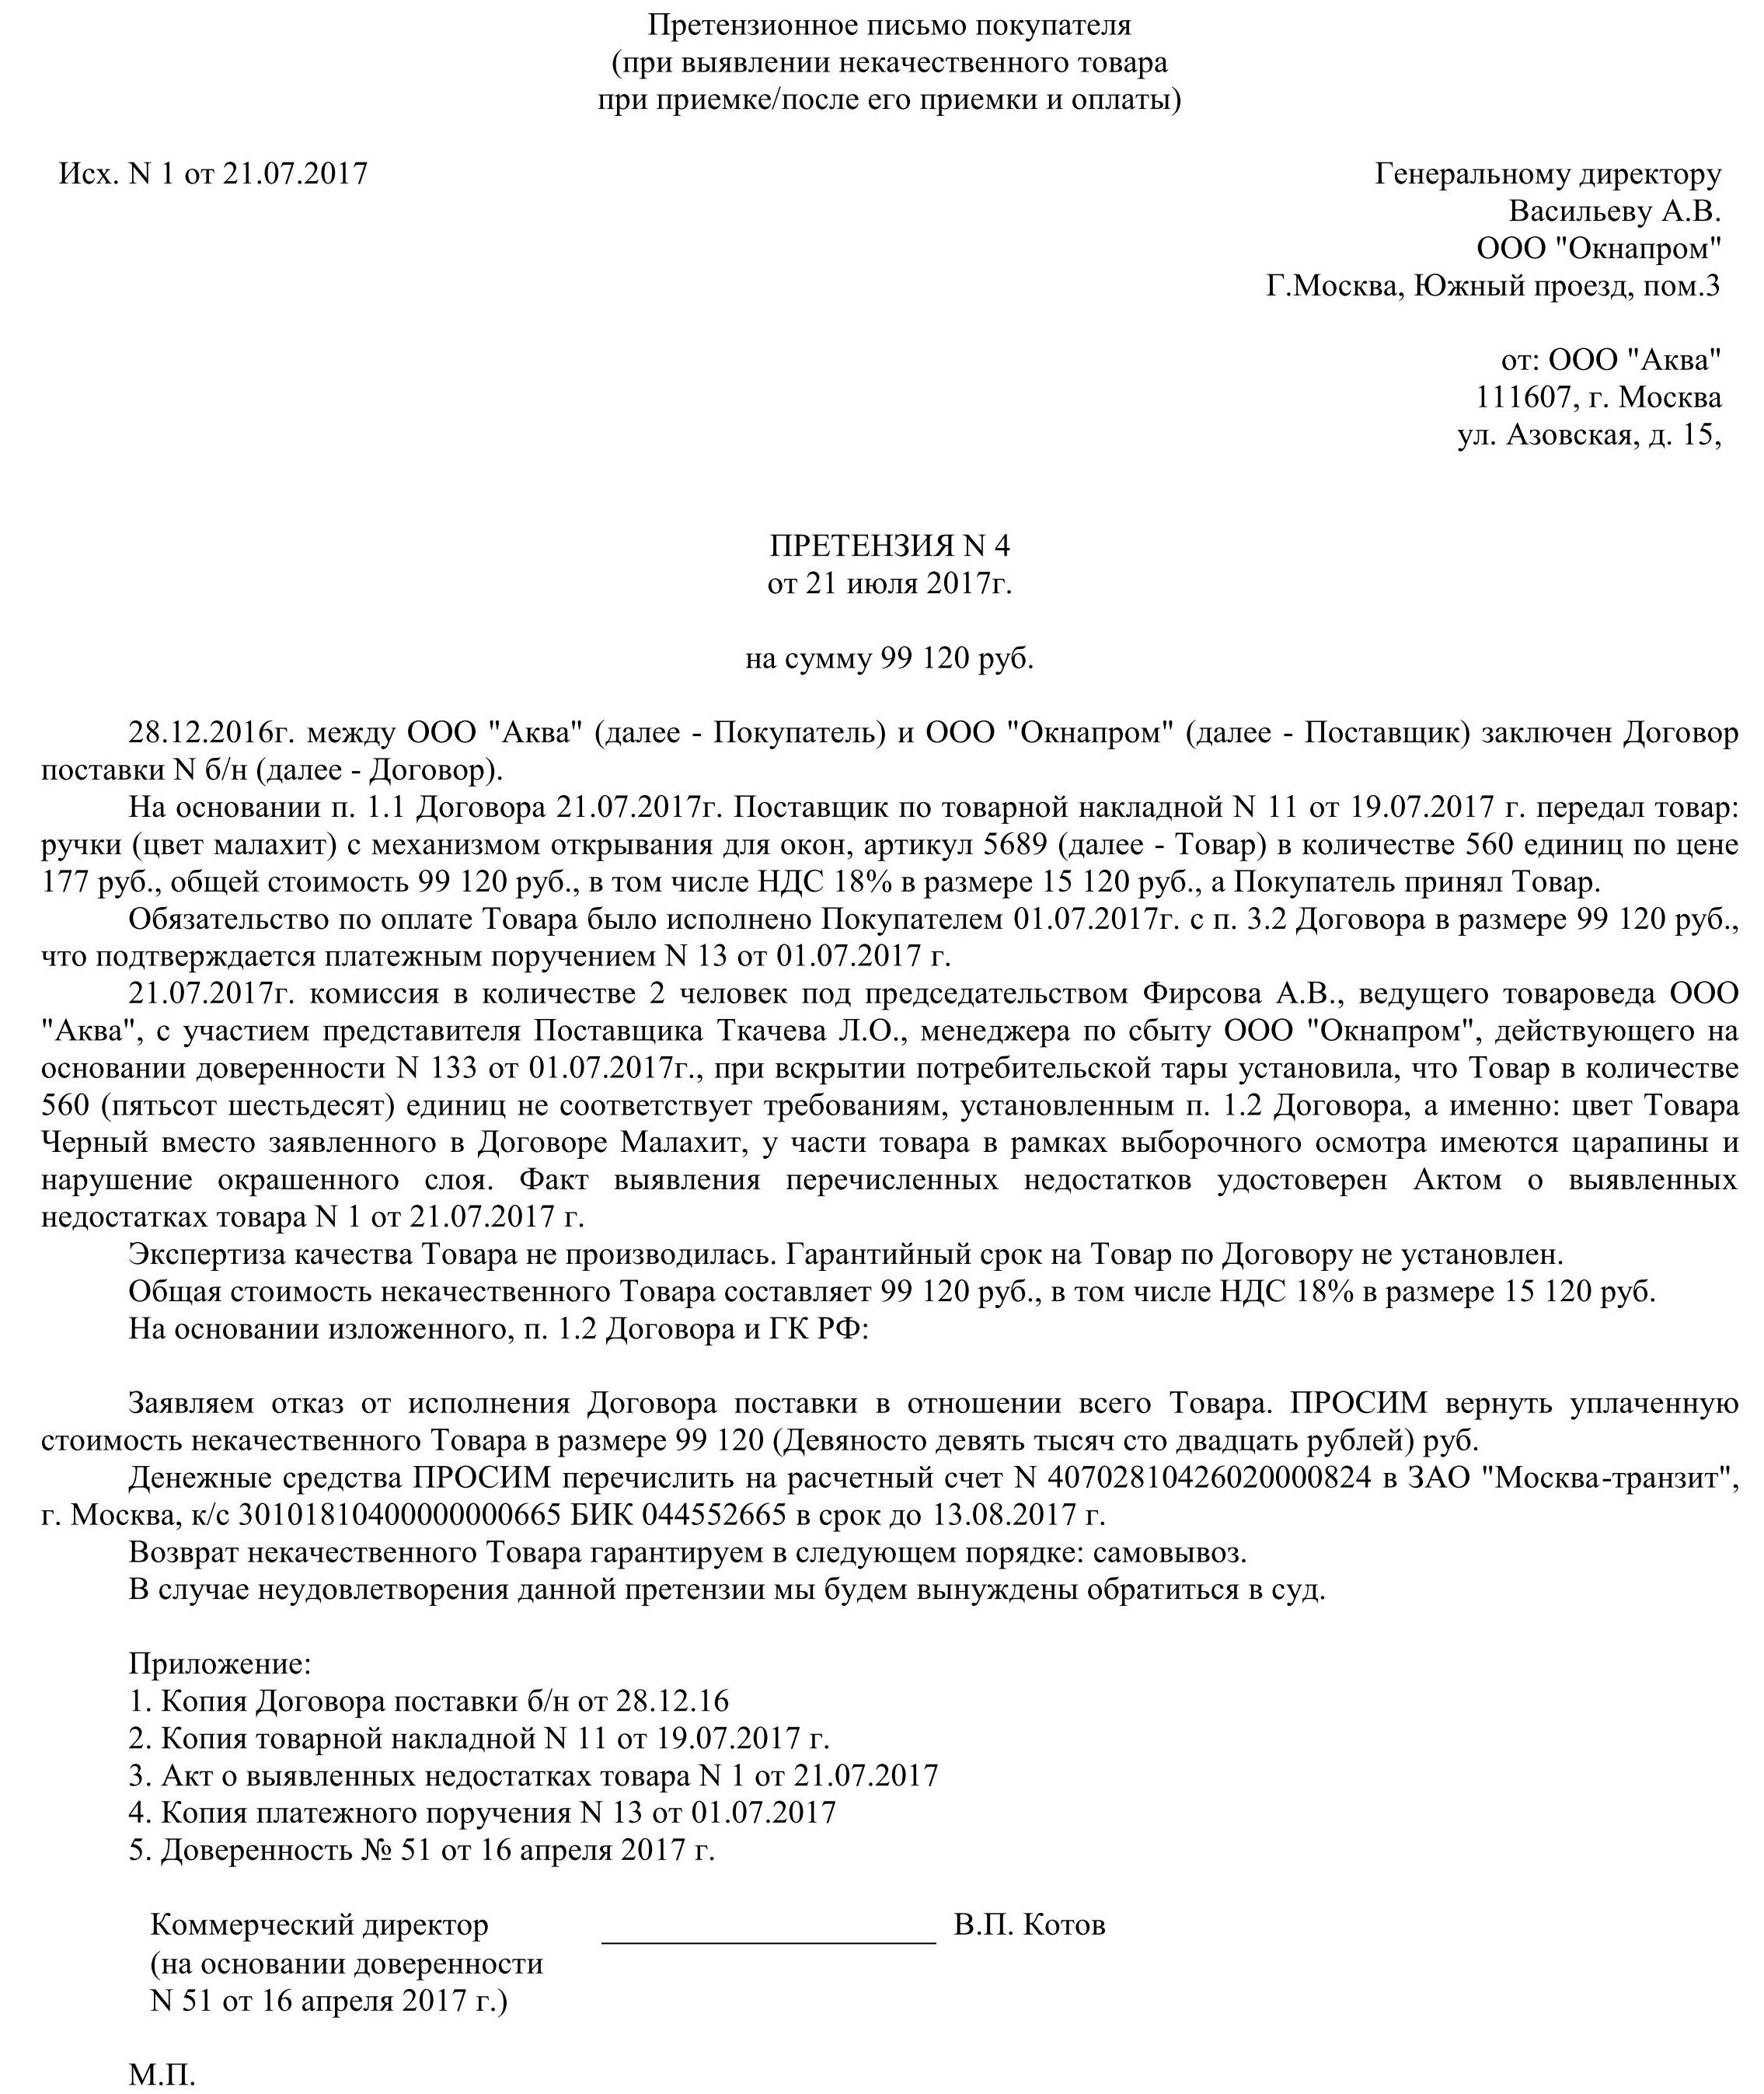 Претензионное письмо покупателя
(при выявлении некачественного товара
при приемке/после его приемки и оплаты)
Исх. N 1 от 21.07.2017
Генеральному директору
Васильеву А.В.
ООО "Окнапром"
Г.Москва, Южный проезд, пом.3
от: ООО "Аква"
111607, г. Москва
ул. Азовская, д. 15,
ПРЕТЕНЗИЯ N 4
от 21 июля 2017г.
на сумму 99 120 руб.
28.12.2016г. между ООО "Аква" (далее - Покупатель) и ООО "Окнапром" (далее - Поставщик) заключен Договор
поставки N б/н (далее - Договор).
На основании п. 1.1 Договора 21.07.2017г. Поставщик по товарной накладной N 11 от 19.07.2017 г. передал товар:
ручки (цвет малахит) с механизмом открывания для окон, артикул 5689 (далее - Товар) в количестве 560 единиц по цене
177 руб., общей стоимость 99 120 руб., в том числе НДС 18% в размере 15 120 руб., а Покупатель принял Товар.
Обязательство по оплате Товара было исполнено Покупателем 01.07.2017г. с п. 3.2 Договора в размере 99 120 руб.,
что подтверждается платежным поручением N 13 от 01.07.2017 г.
21.07.2017г. комиссия в количестве 2 человек под председательством Фирсова А.В., ведущего товароведа ООО
"Аква", с участием представителя Поставщика Ткачева Л.О., менеджера по сбыту ООО "Окнапром", действующего на
основании доверенности N 133 от 01.07.2017г., при вскрытии потребительской тары установила, что Товар в количестве
560 (пятьсот шестьдесят) единиц не соответствует требованиям, установленным п. 1.2 Договора, а именно: цвет Товара
Черный вместо заявленного в Договоре Малахит, у части товара в рамках выборочного осмотра имеются царапины и
нарушение окрашенного слоя. Факт выявления перечисленных недостатков удостоверен Актом о выявленных
недостатках товара N 1 от 21.07.2017 г.
Экспертиза качества Товара не производилась. Гарантийный срок на Товар по Договору не установлен.
Общая стоимость некачественного Товара составляет 99 120 руб., в том числе НДС 18% в размере 15 120 руб.
На основании изложенного, п. 1.2 Договора и ГК РФ:
Заявляем отказ от исполнения Договора поставки в отношении всего Товара. ПРОСИМ вернуть уплаченную
стоимость некачественного Товара в размере 99 120 (Девяносто девять тысяч сто двадцать рублей) руб.
Денежные средства ПРОСИМ перечислить на расчетный счет N 40702810426020000824 в ЗАО "Москва-транзит",
г. Москва, к/с 30101810400000000665 БИК 044552665 в срок до 13.08.2017 г.
Возврат некачественного Товара гарантируем в следующем порядке: самовывоз.
В случае неудовлетворения данной претензии мы будем вынуждены обратиться в суд.
Приложение:
1. Копия Договора поставки б/н от 28.12.16
2. Копия товарной накладной N 11 от 19.07.2017 г.
3. Акт о выявленных недостатках товара N 1 от 21.07.2017
4. Копия платежного поручения N 13 от 01.07.2017
5. Доверенность № 51 от 16 апреля 2017 г.
Коммерческий директор В.П. Котов
(на основании доверенности
N 51 от 16 апреля 2017 г.)
М.П.